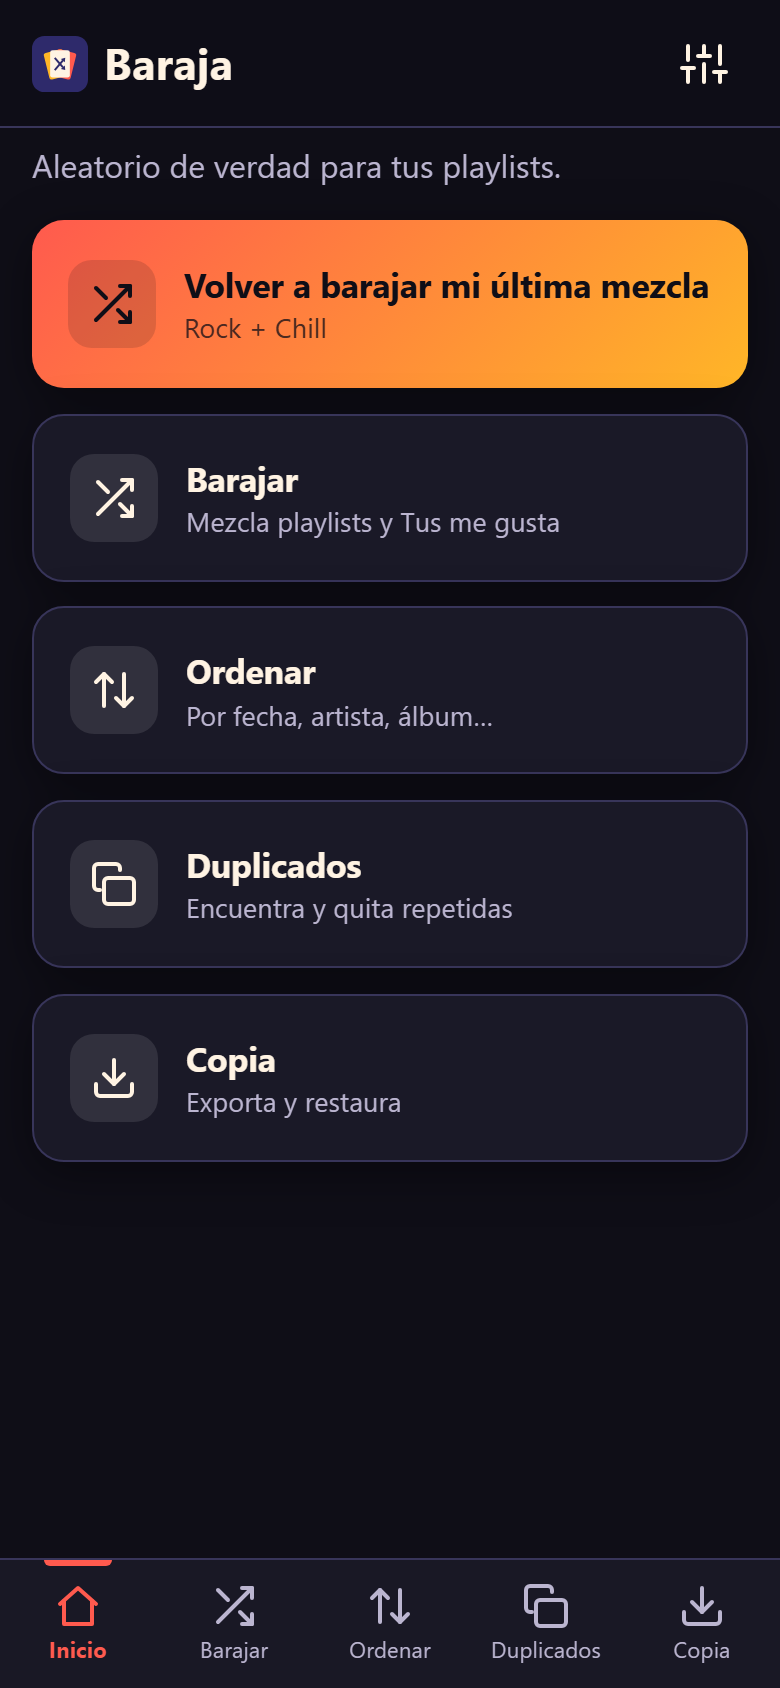 Baraja
Aleatorio de verdad para tus playlists.
Volver a barajar mi última mezcla
Rock + Chill
Barajar
Mezcla playlists y Tus me gusta
Ordenar
Por fecha, artista, álbum...
Duplicados
Encuentra y quita repetidas
Copia
Exporta y restaura
Inicio
Barajar
Ordenar
Duplicados
Copia